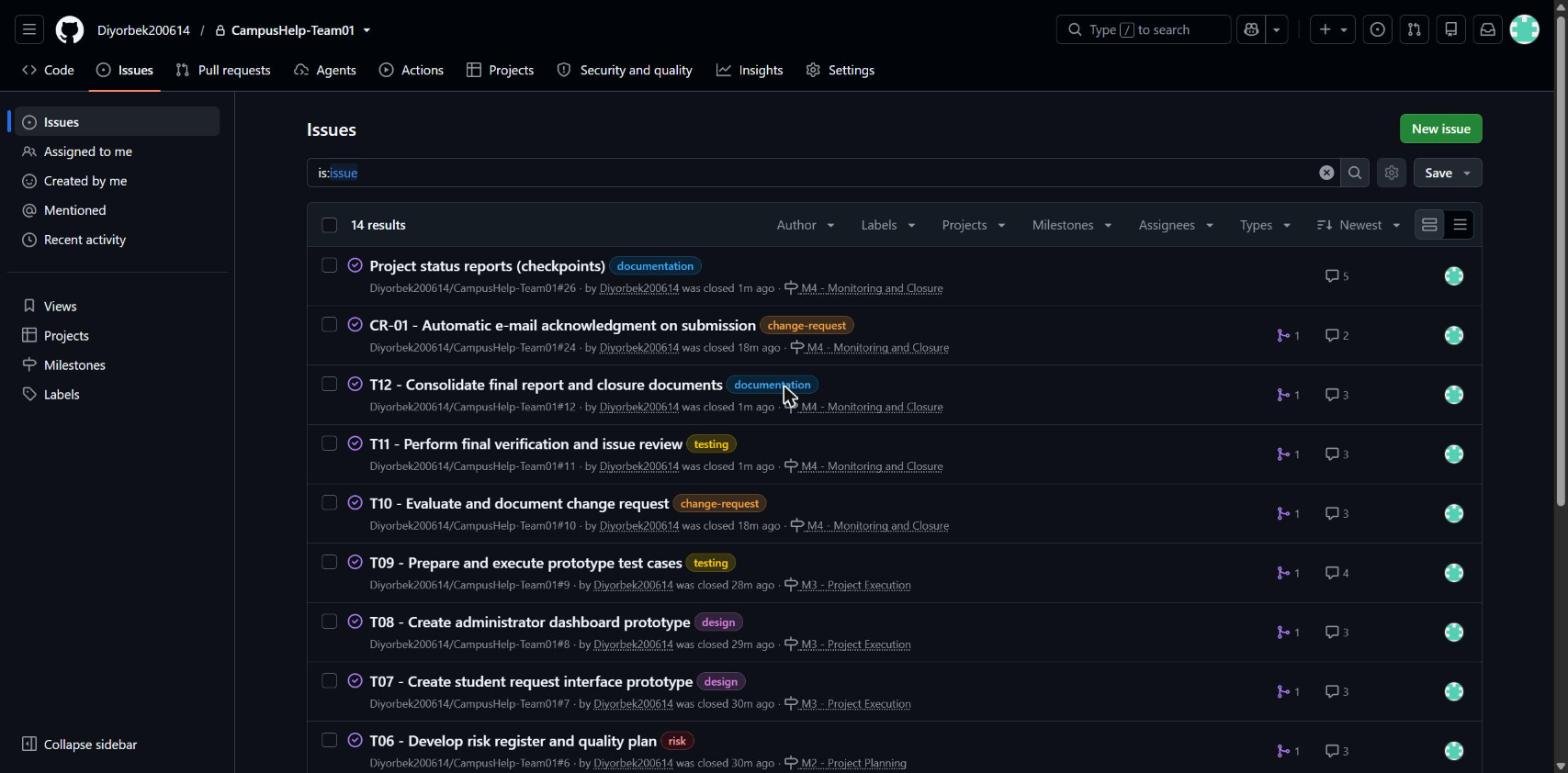 Diyorbek200614 / CampusHelp-Team01
Type / to search
Code Issues Pull requests Agents Actions Projects Security and quality Insights Settings
Issues
Assigned to me
Created by me
Mentioned
Recent activity
Views
Projects
Milestones
Labels
Collapse sidebar
Issues
New issue
is:issue
Save
14 results Author Labels Projects Milestones Assignees Types Newest
Project status reports (checkpoints) documentation
Diyorbek200614/CampusHelp-Team01#26 · by Diyorbek200614 was closed 1m ago · M4 - Monitoring and Closure
5
CR-01 - Automatic e-mail acknowledgment on submission change-request
Diyorbek200614/CampusHelp-Team01#24 · by Diyorbek200614 was closed 18m ago · M4 - Monitoring and Closure
1 2
T12 - Consolidate final report and closure documents documentation
Diyorbek200614/CampusHelp-Team01#12 · by Diyorbek200614 was closed 1m ago · M4 - Monitoring and Closure
1 3
T11 - Perform final verification and issue review testing
Diyorbek200614/CampusHelp-Team01#11 · by Diyorbek200614 was closed 1m ago · M4 - Monitoring and Closure
1 3
T10 - Evaluate and document change request change-request
Diyorbek200614/CampusHelp-Team01#10 · by Diyorbek200614 was closed 18m ago · M4 - Monitoring and Closure
1 3
T09 - Prepare and execute prototype test cases testing
Diyorbek200614/CampusHelp-Team01#9 · by Diyorbek200614 was closed 28m ago · M3 - Project Execution
1 4
T08 - Create administrator dashboard prototype design
Diyorbek200614/CampusHelp-Team01#8 · by Diyorbek200614 was closed 29m ago · M3 - Project Execution
1 3
T07 - Create student request interface prototype design
Diyorbek200614/CampusHelp-Team01#7 · by Diyorbek200614 was closed 30m ago · M3 - Project Execution
1 3
T06 - Develop risk register and quality plan risk
Diyorbek200614/CampusHelp-Team01#6 · by Diyorbek200614 was closed 30m ago · M2 - Project Planning
1 3